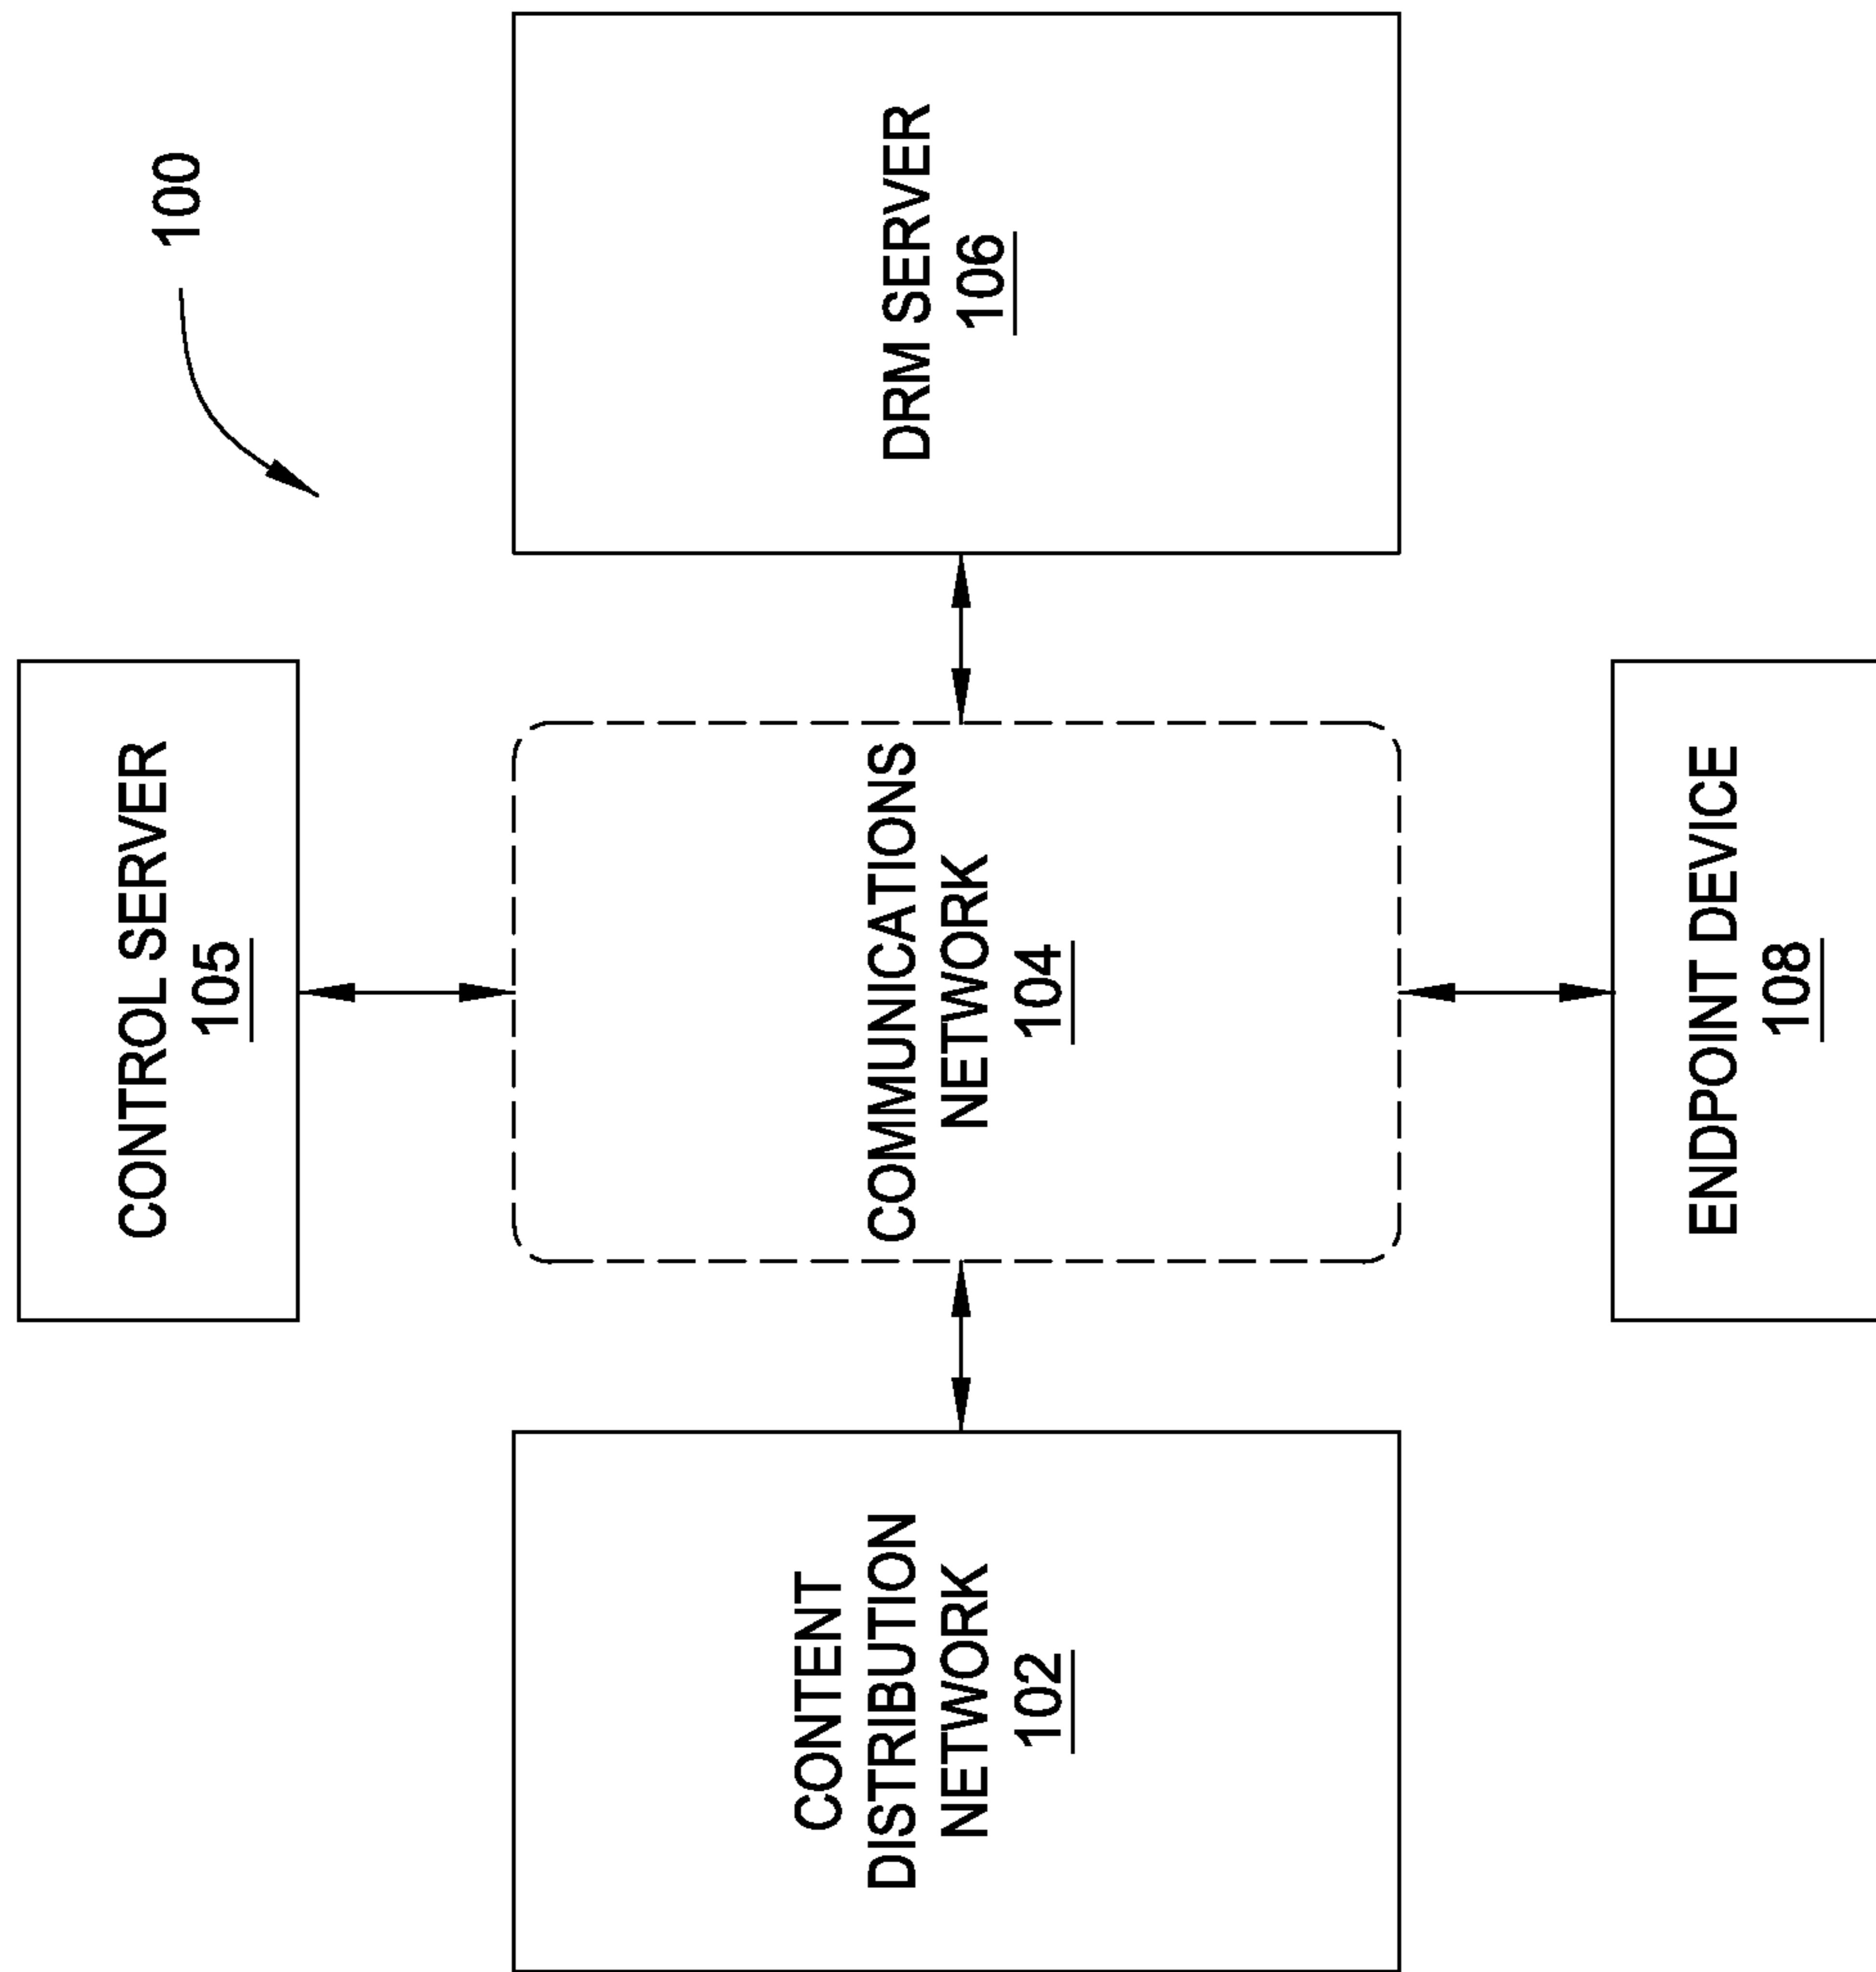 100
CONTROL SERVER
105
CONTENT
DISTRIBUTION
NETWORK
102
COMMUNICATIONS
NETWORK
104
DRM SERVER
106
ENDPOINT DEVICE
108